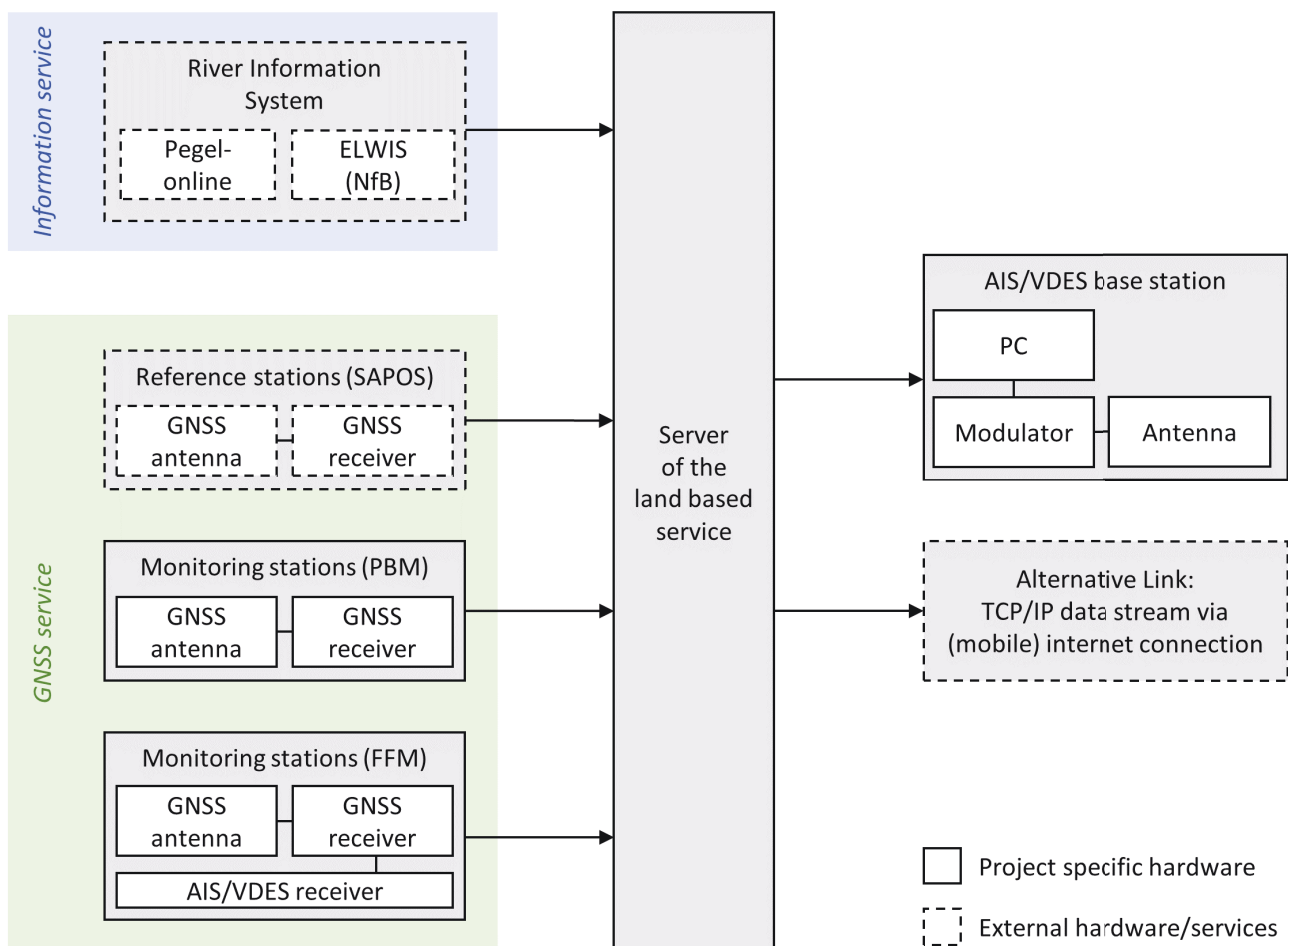 Information service
River Information
System
Pegel-
online
ELWIS
(NfB)
GNSS service
Reference stations (SAPOS)
GNSS
antenna
GNSS
receiver
Monitoring stations (PBM)
GNSS
antenna
GNSS
receiver
Monitoring stations (FFM)
GNSS
antenna
GNSS
receiver
AIS/VDES receiver
Server
of the
land based
service
AIS/VDES base station
PC
Modulator
Antenna
Alternative Link:
TCP/IP data stream via
(mobile) internet connection
Project specific hardware
External hardware/services